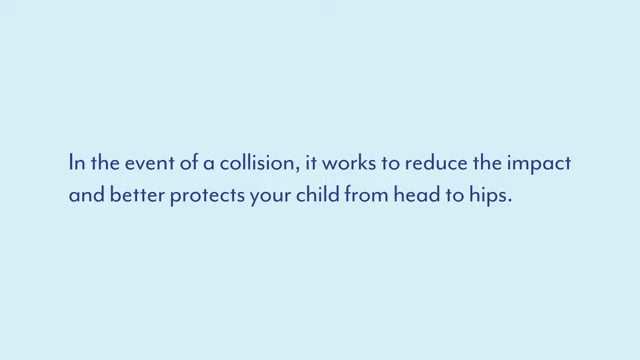 In the event of a collision, it works to reduce the impact
and better protects your child from head to hips.